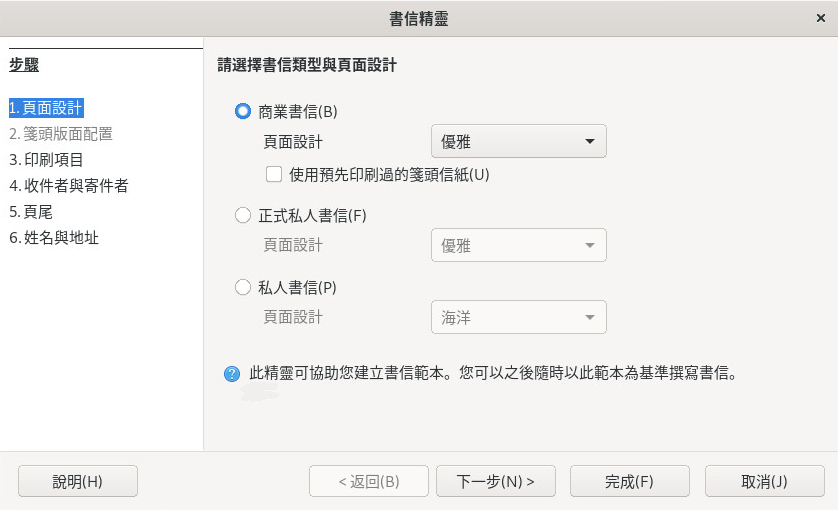 書信精靈
步驟
1. 頁面設計
2. 箋頭版面配置
3. 印刷項目
4. 收件者與寄件者
5. 頁尾
6. 姓名與地址
請選擇書信類型與頁面設計
商業書信(B)
頁面設計 優雅
使用預先印刷過的箋頭信紙(U)
正式私人書信(F)
頁面設計 優雅
私人書信(P)
頁面設計 海洋
此精靈可協助您建立書信範本。您可以之後隨時以此範本為基準撰寫書信。
說明(H) < 返回(B) 下一步(N) > 完成(F) 取消(J)